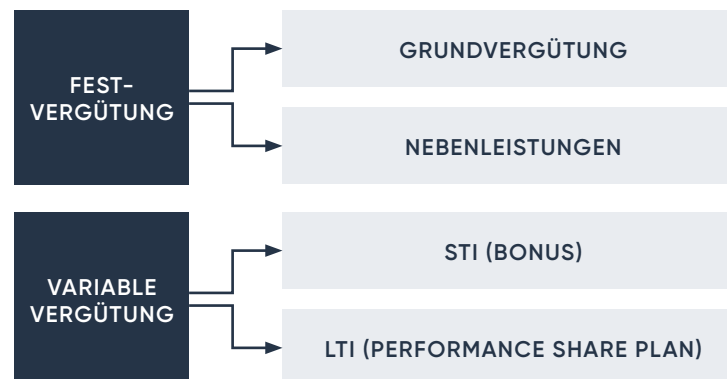 FEST-
VERGÜTUNG
GRUNDVERGÜTUNG
NEBENLEISTUNGEN
VARIABLE
VERGÜTUNG
STI (BONUS)
LTI (PERFORMANCE SHARE PLAN)